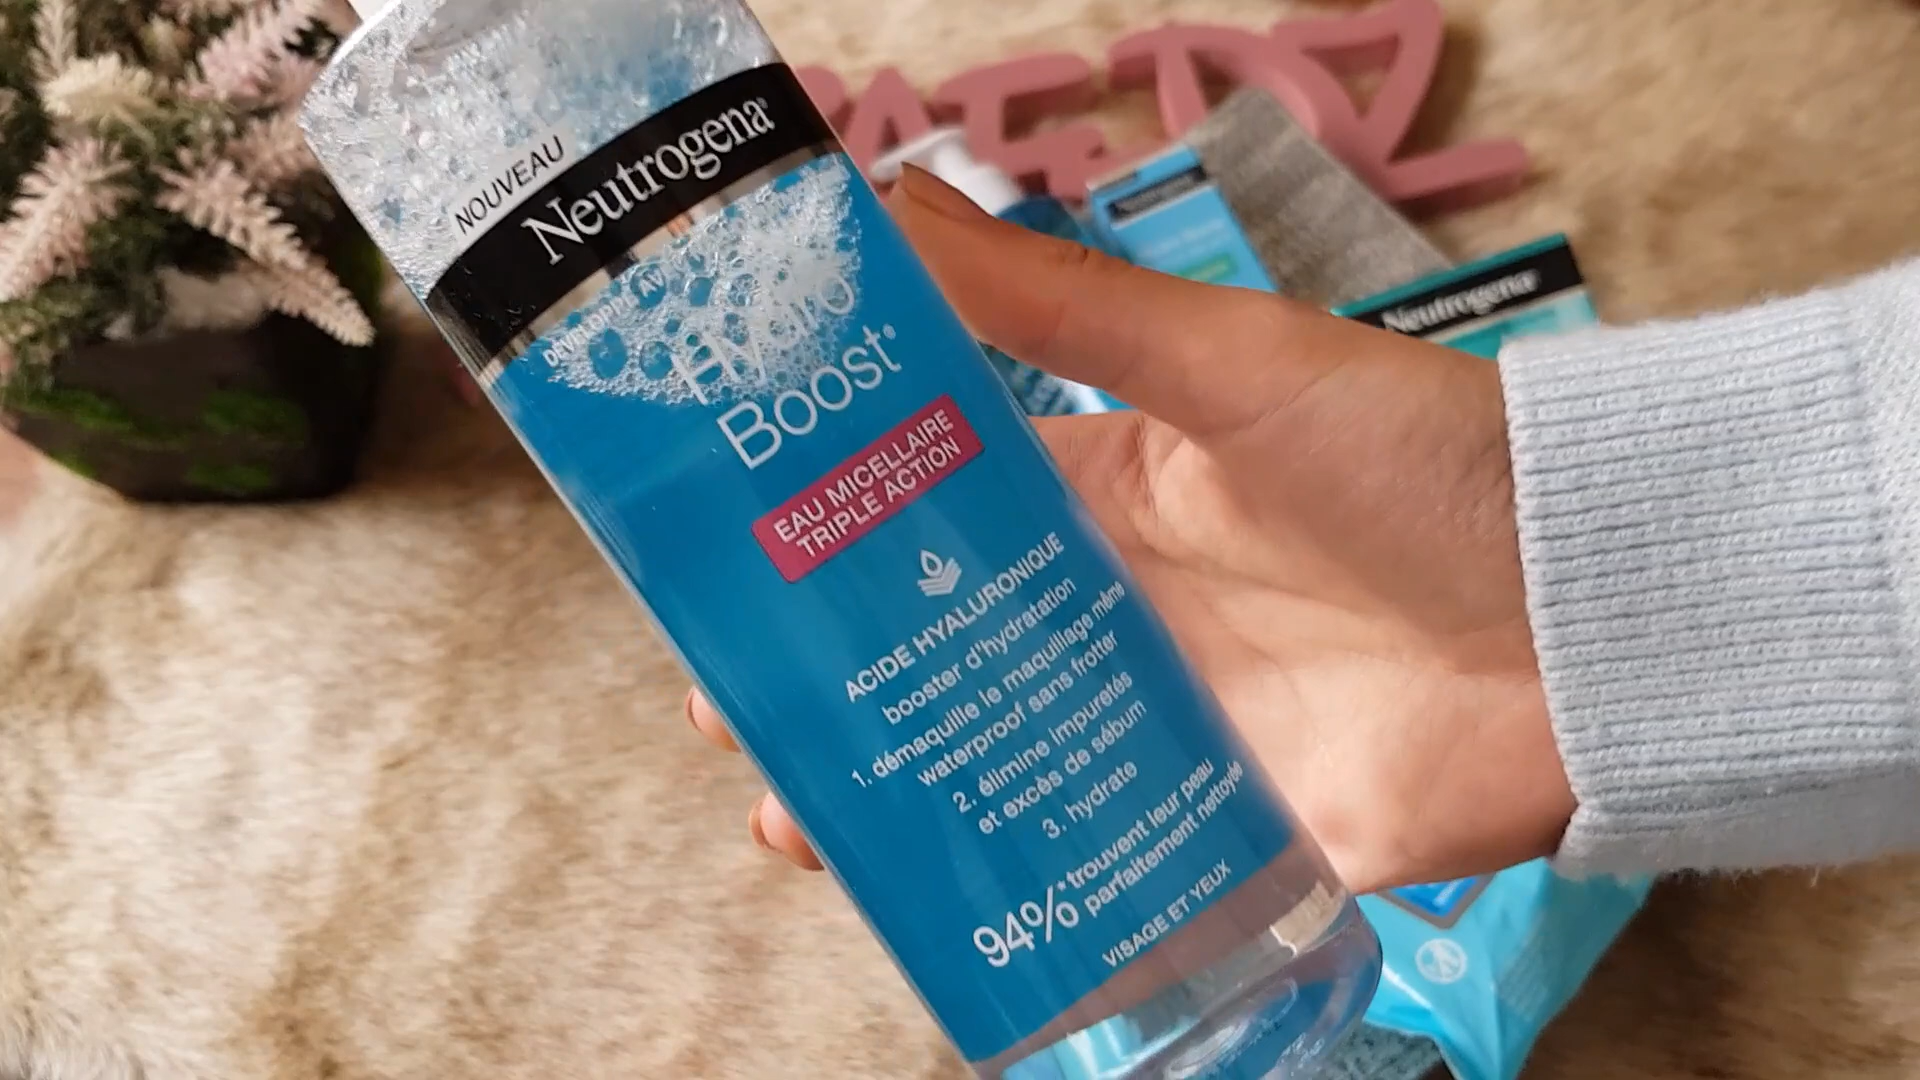 NOUVEAU
Neutrogena®
DÉVELOPPÉ AV
Hydro
Boost®
EAU MICELLAIRE
TRIPLE ACTION
ACIDE HYALURONIQUE
booster d'hydratation
1. démaquille le maquillage même
waterproof sans frotter
2. élimine impuretés
et excès de sébum
3. hydrate
94%* trouvent leur peau
parfaitement nettoyée
VISAGE ET YEUX
Neutrogena®